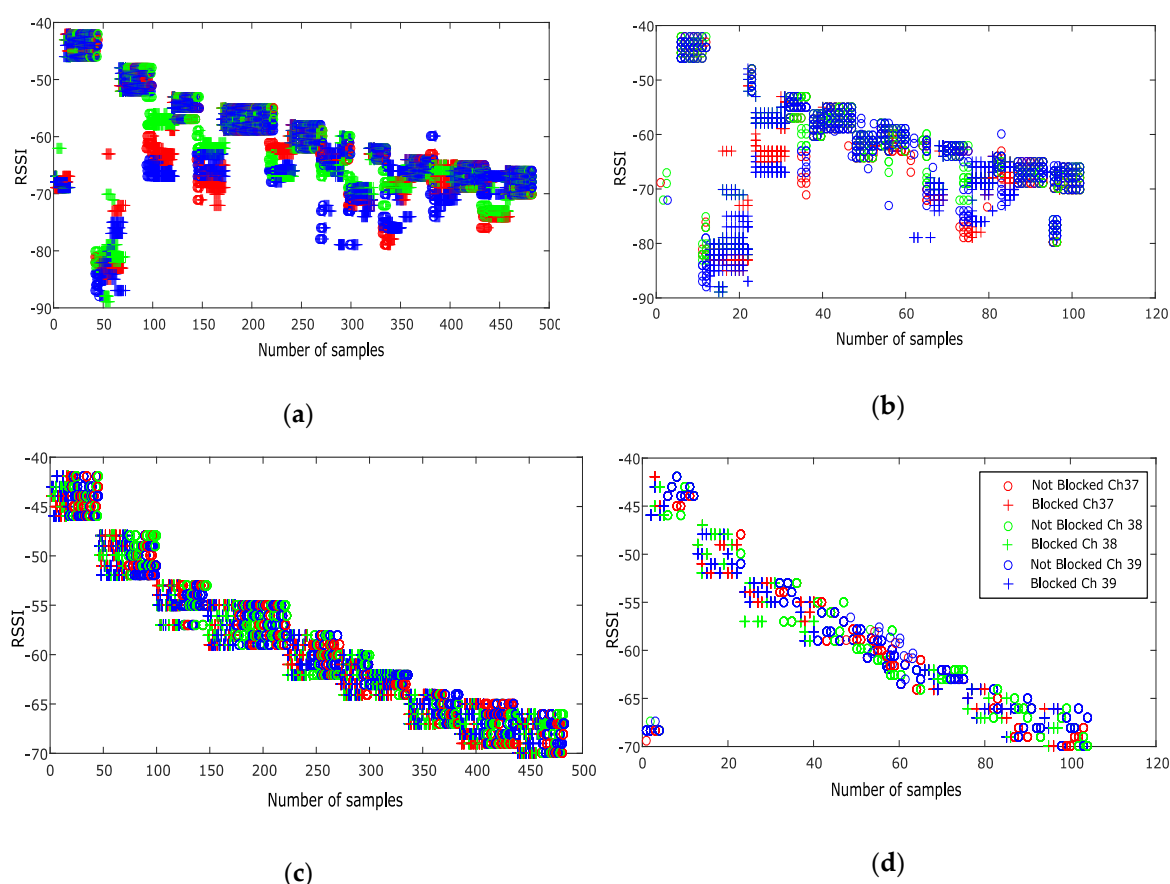 -40
-50
-60
-70
-80
-90
RSSI
0 50 100 150 200 250 300 350 400 450 500
Number of samples
(a)
-40
-50
-60
-70
-80
-90
RSSI
0 20 40 60 80 100 120
Number of samples
(b)
-40
-45
-50
-55
-60
-65
-70
RSSI
0 50 100 150 200 250 300 350 400 450 500
Number of samples
(c)
-40
-45
-50
-55
-60
-65
-70
RSSI
0 20 40 60 80 100 120
Number of samples
Not Blocked Ch37
Blocked Ch37
Not Blocked Ch 38
Blocked Ch 38
Not Blocked Ch 39
Blocked Ch 39
(d)